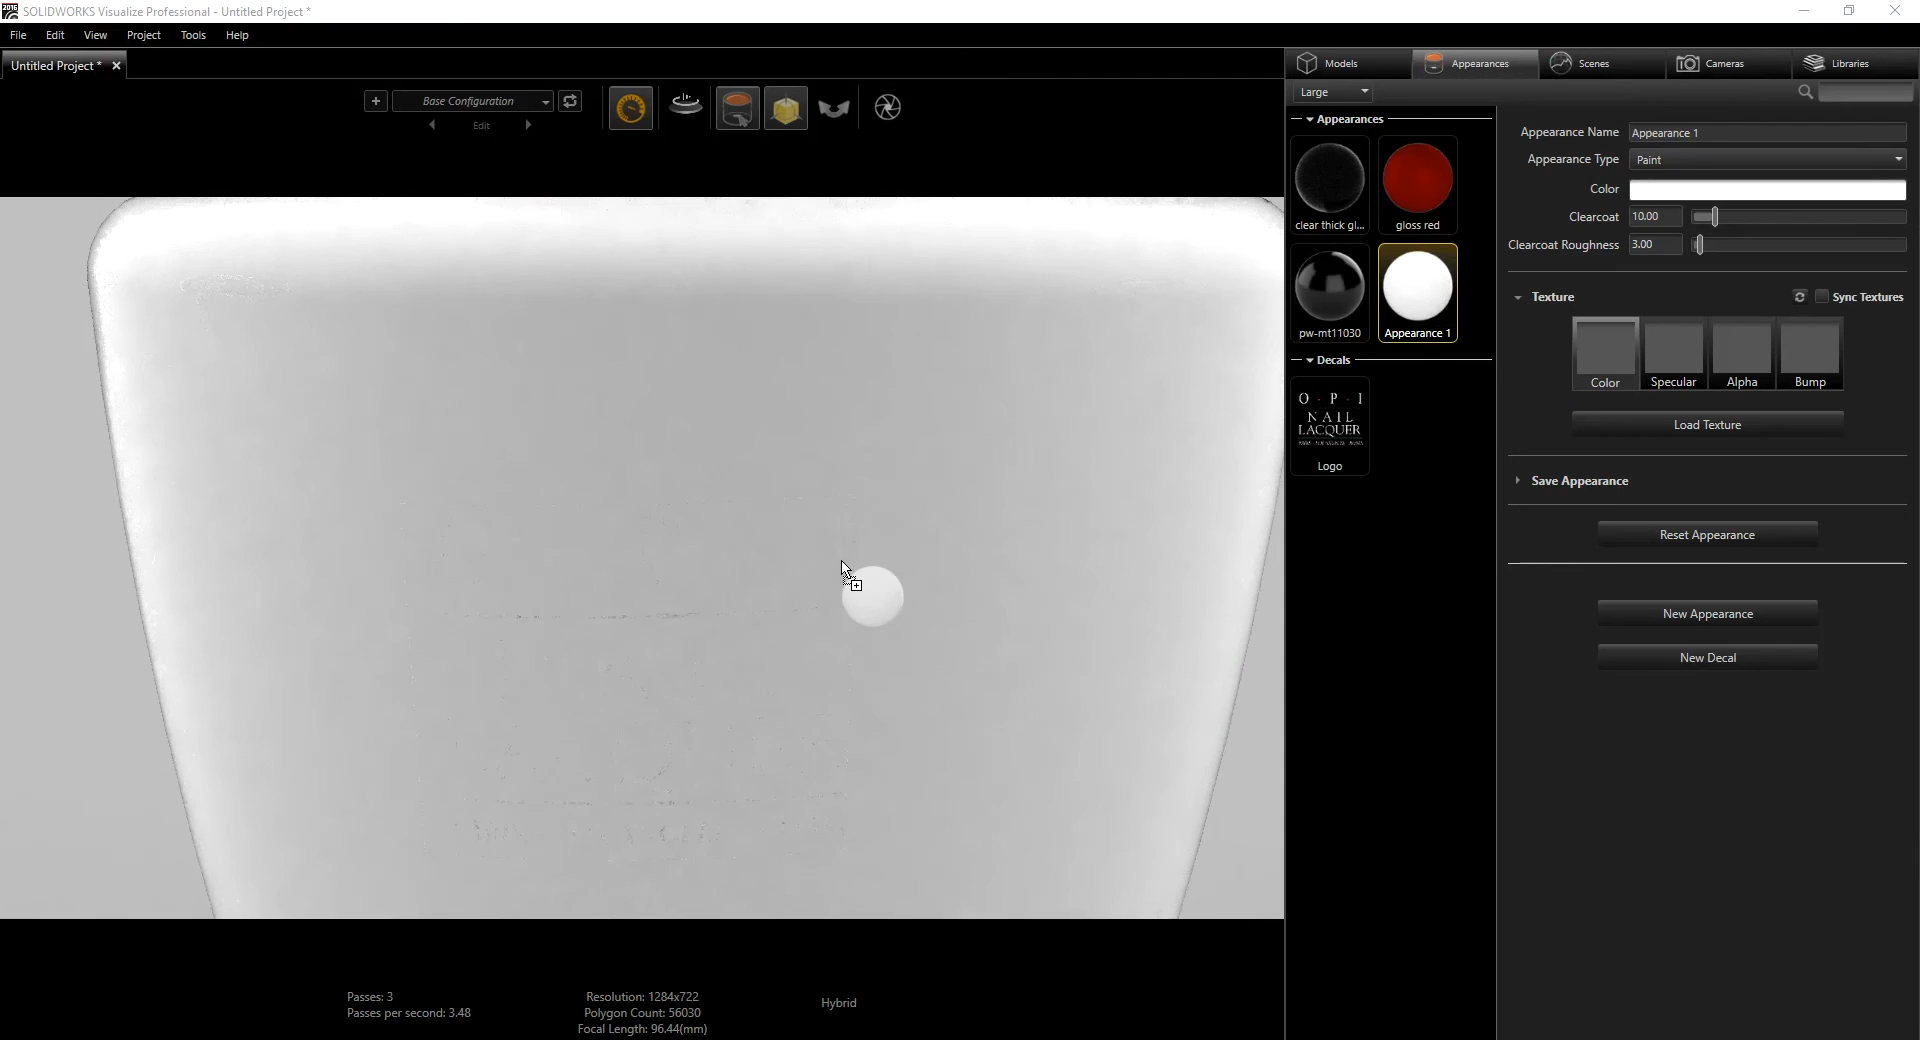 SOLIDWORKS Visualize Professional - Untitled Project *
File Edit View Project Tools Help
Untitled Project *
Base Configuration
Edit
Models Appearances Scenes Cameras Libraries
Large
Appearances
clear thick gl... gloss red
pw-mt11030 Appearance 1
Decals
O · P · I
NAIL
LACQUER
Logo
Appearance Name Appearance 1
Appearance Type Paint
Color
Clearcoat 10.00
Clearcoat Roughness 3.00
Texture Sync Textures
Color Specular Alpha Bump
Load Texture
Save Appearance
Reset Appearance
New Appearance
New Decal
Passes: 3
Passes per second: 3.48
Resolution: 1284x722
Polygon Count: 56030
Focal Length: 96.44(mm)
Hybrid